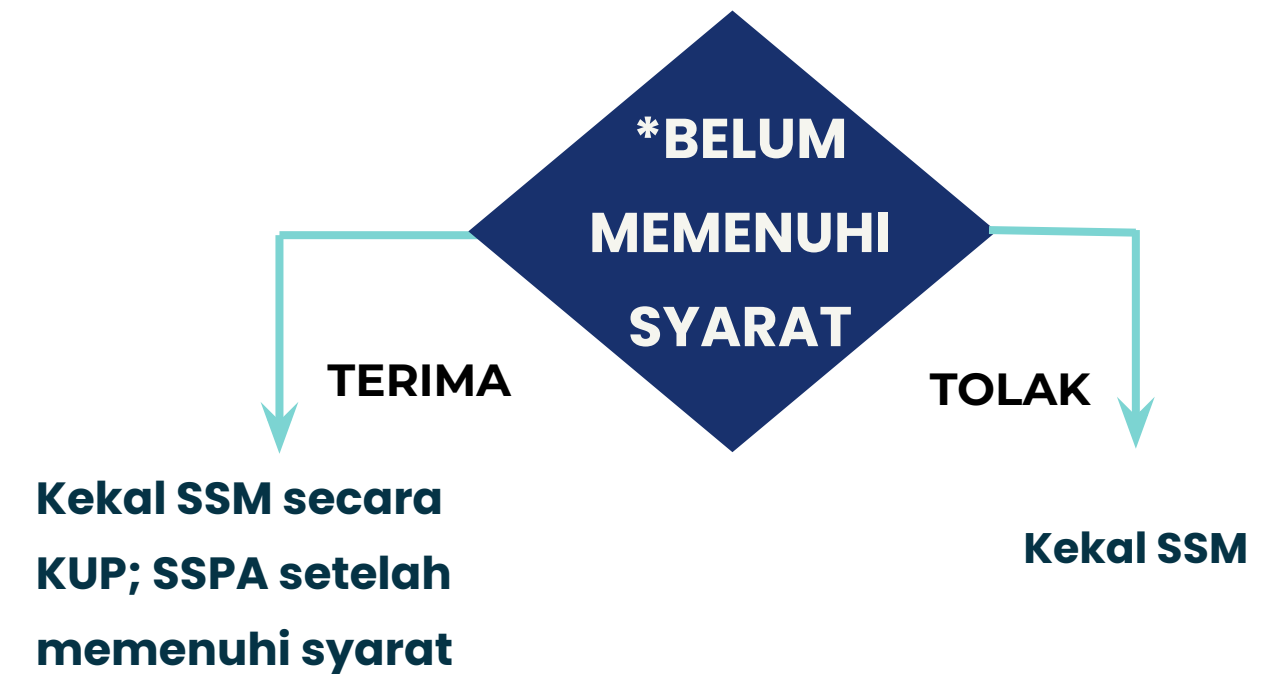 *BELUM
MEMENUHI
SYARAT
TERIMA
TOLAK
Kekal SSM secara
KUP; SSPA setelah
memenuhi syarat
Kekal SSM